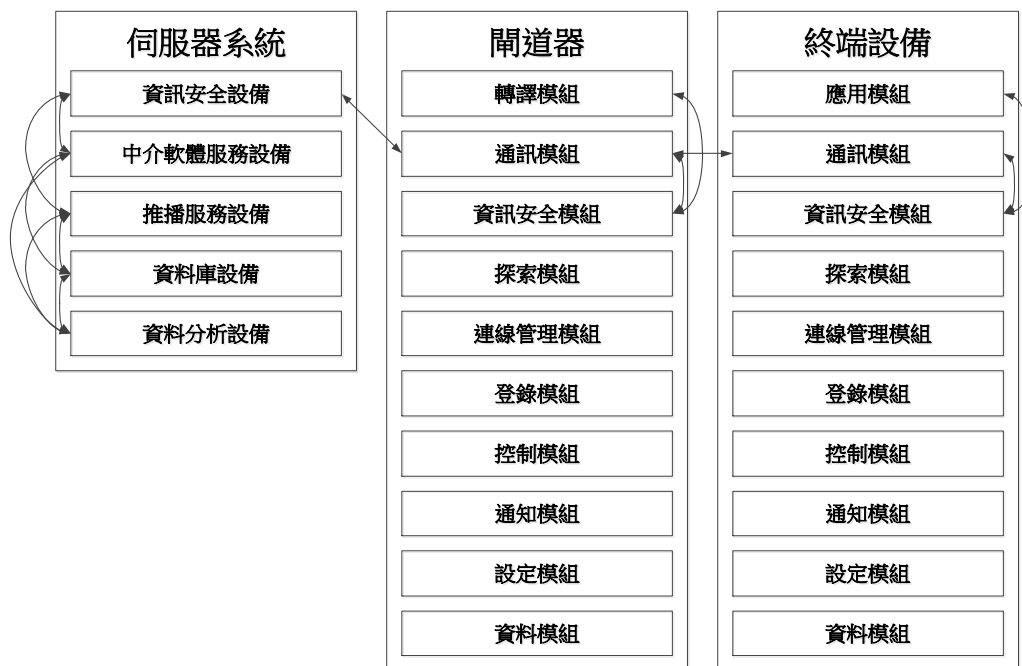 伺服器系統
資訊安全設備
中介軟體服務設備
推播服務設備
資料庫設備
資料分析設備
閘道器
轉譯模組
通訊模組
資訊安全模組
探索模組
連線管理模組
登錄模組
控制模組
通知模組
設定模組
資料模組
終端設備
應用模組
通訊模組
資訊安全模組
探索模組
連線管理模組
登錄模組
控制模組
通知模組
設定模組
資料模組